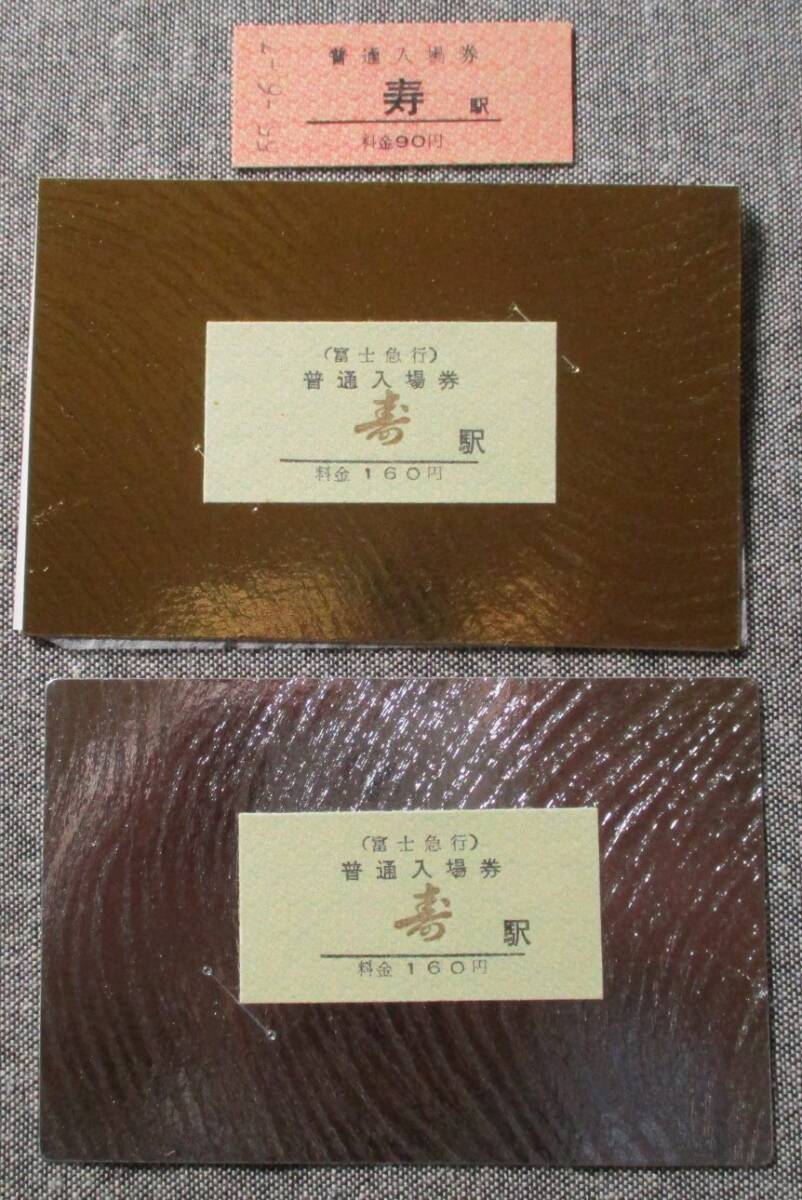 普通入場券
寿 駅
料金90円
(富士急行)
普通入場券
寿 駅
料金160円
(富士急行)
普通入場券
寿 駅
料金160円